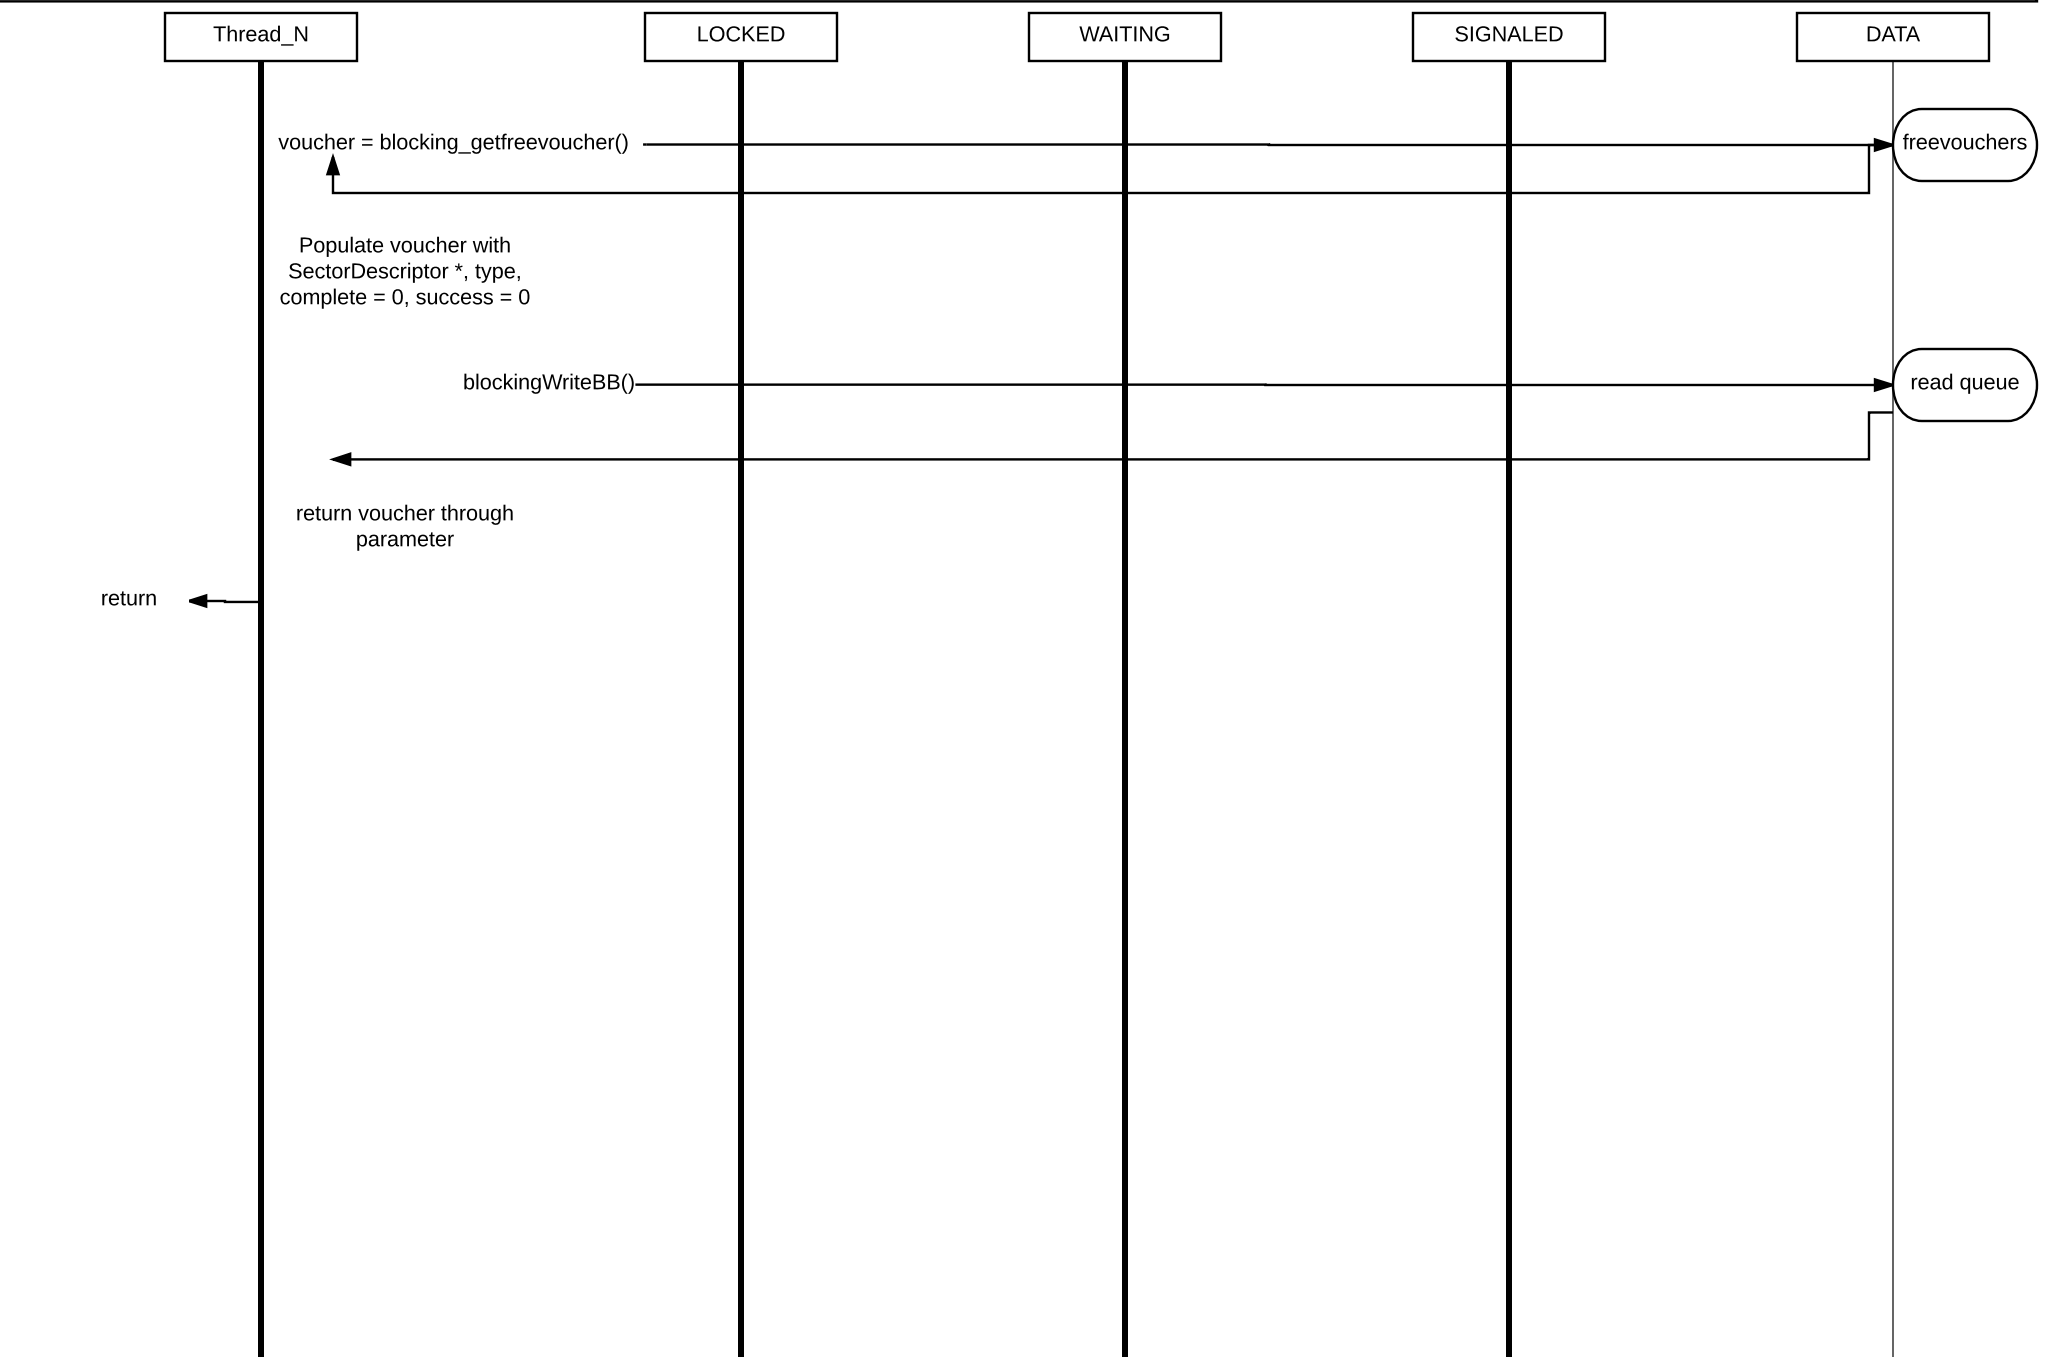 Thread_N
LOCKED
WAITING
SIGNALED
DATA
voucher = blocking_getfreevoucher()
freevouchers
Populate voucher with
SectorDescriptor *, type,
complete = 0, success = 0
blockingWriteBB()
read queue
return voucher through
parameter
return